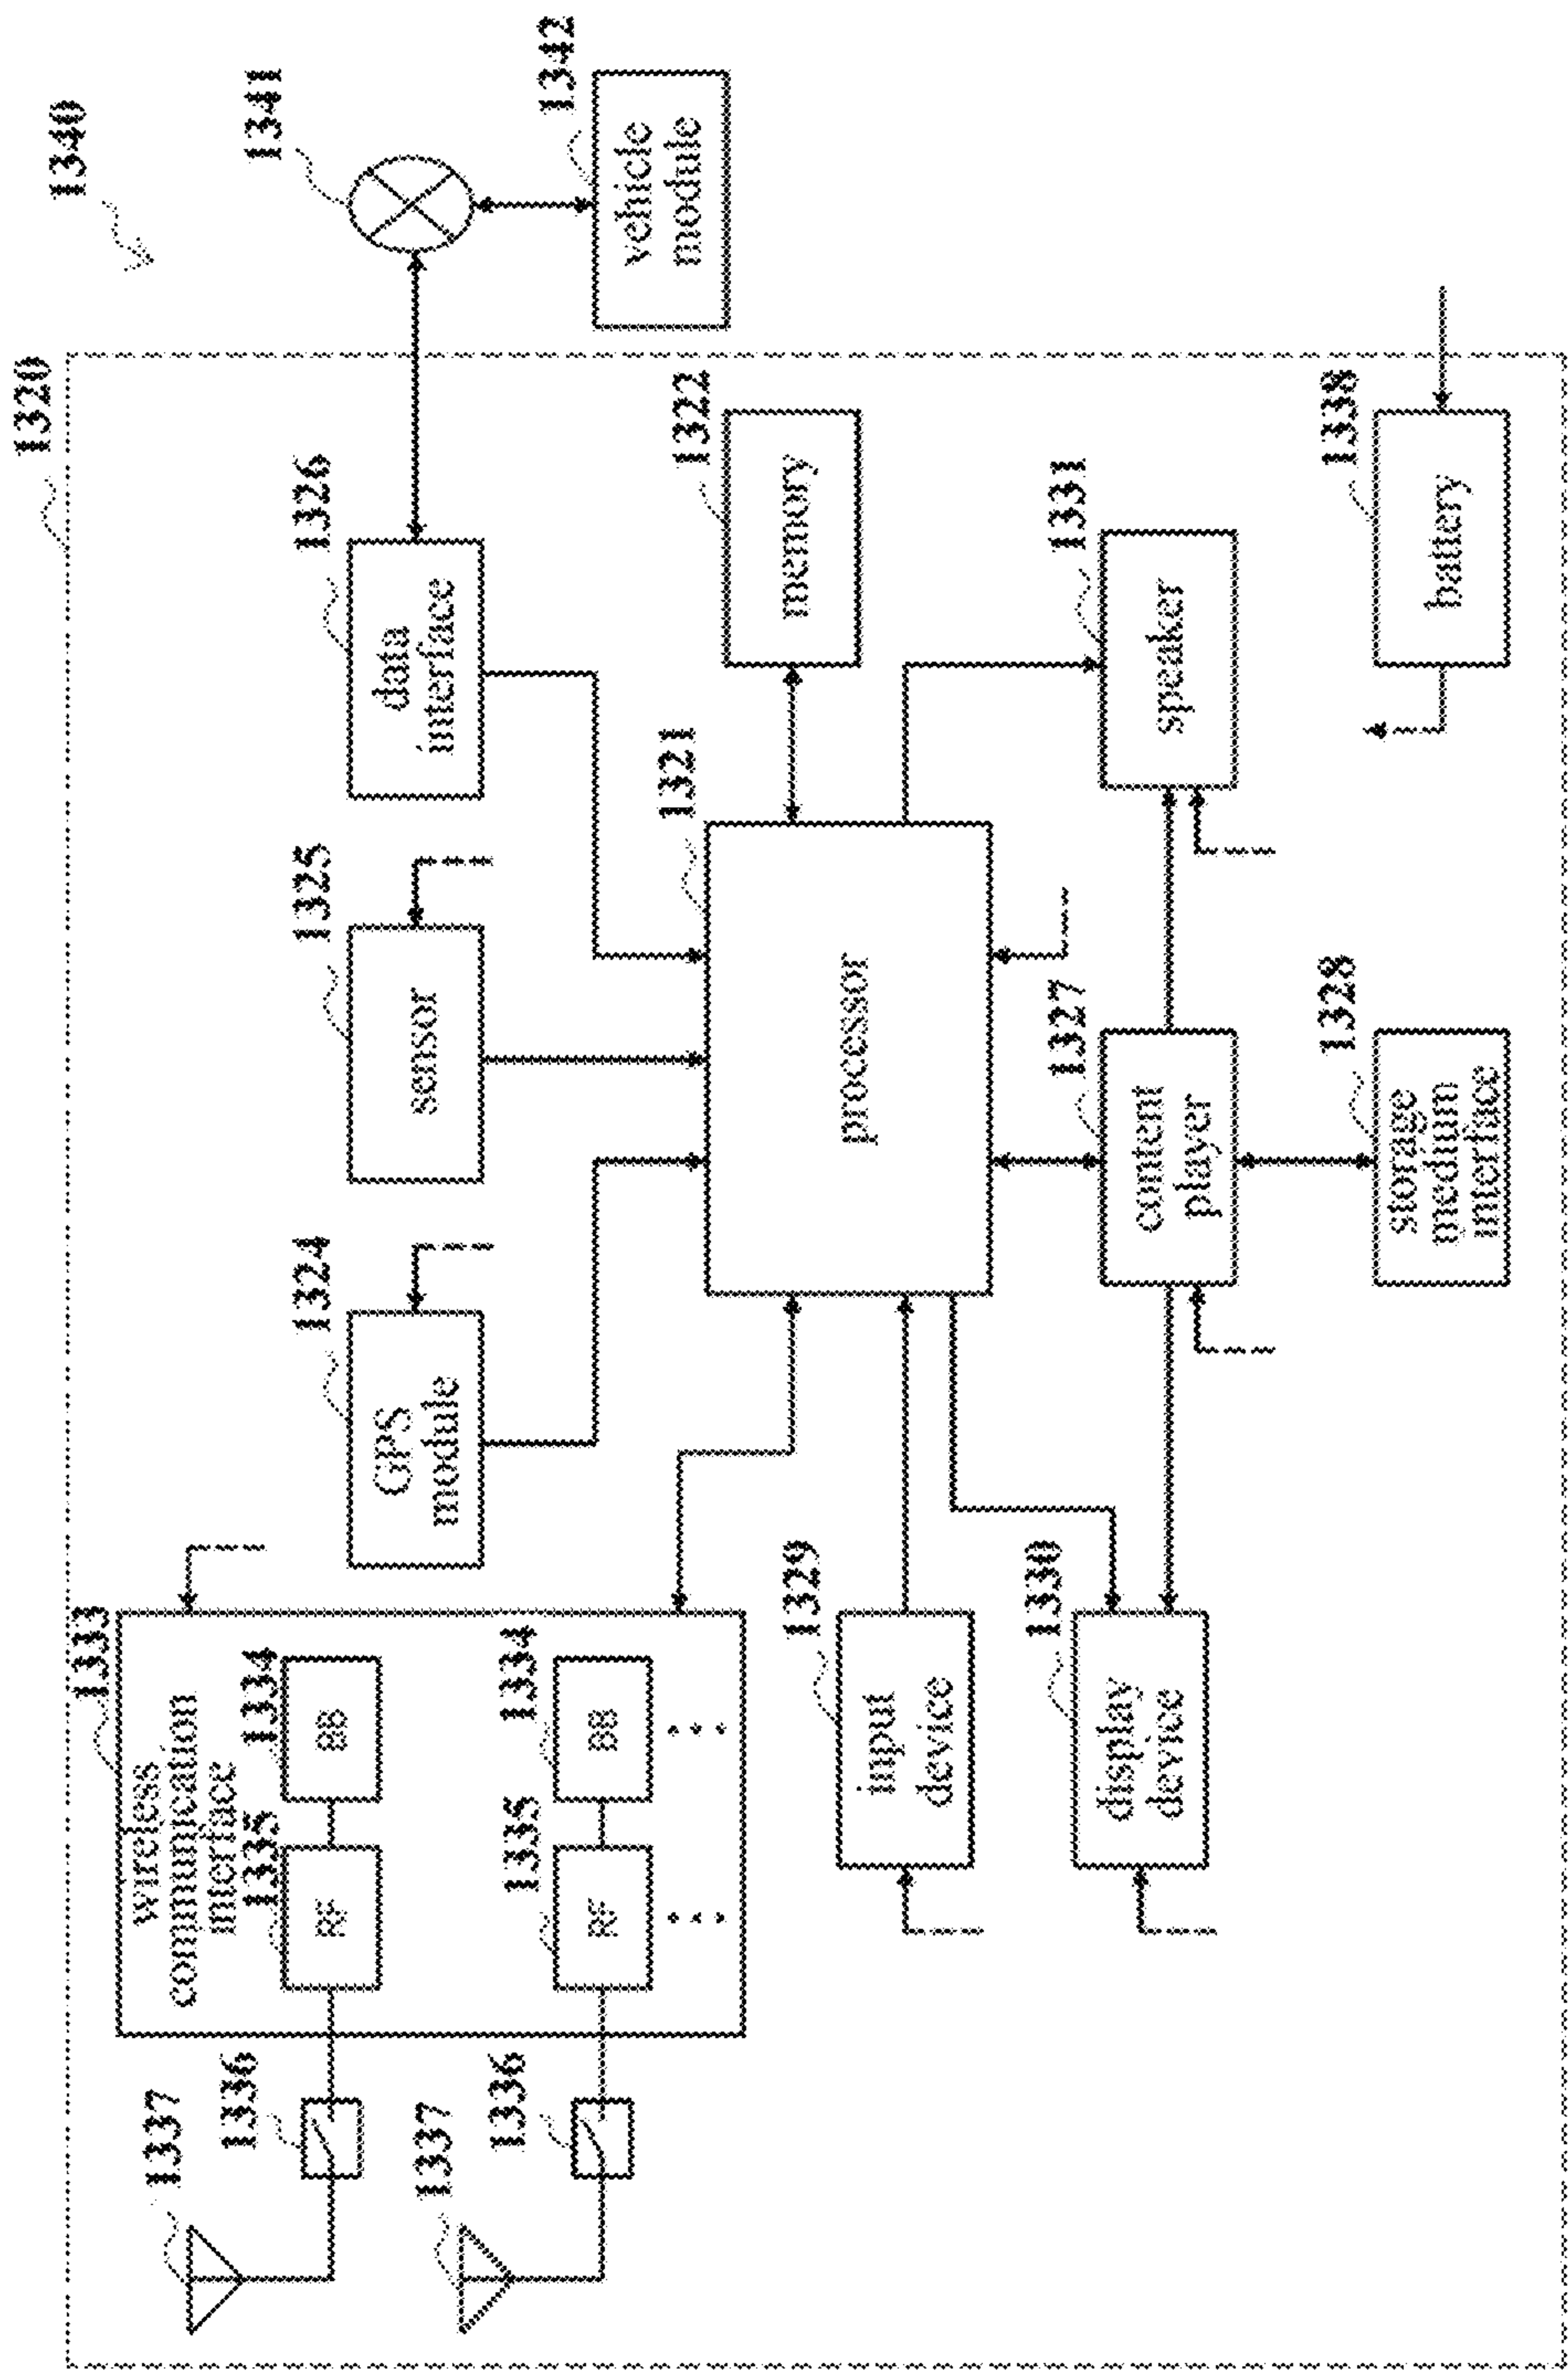 1340
1320
1341
1342
vehicle
module
1333
wireless
communication
interface
1334
BB
1335
RF
1334
BB
1335
RF
1336
1337
1336
1337
1324
GPS
module
1325
sensor
1326
data
interface
1321
processor
1322
memory
1329
input
device
1330
display
device
1327
content
player
1331
speaker
1328
storage
medium
interface
1338
battery